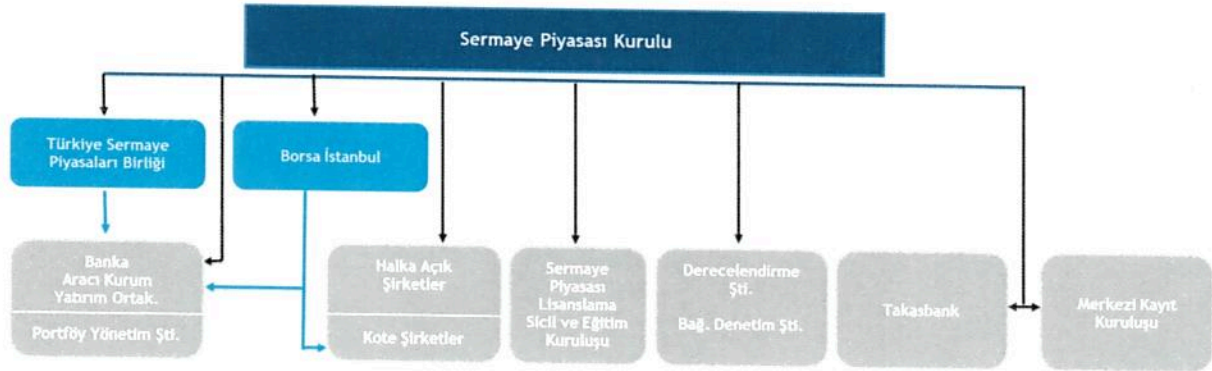 Sermaye Piyasası Kurulu
Türkiye Sermaye
Piyasaları Birliği
Borsa İstanbul
Banka
Aracı Kurum
Yatırım Ortak.
Portföy Yönetim Şti.
Halka Açık
Şirketler
Kote Şirketler
Sermaye
Piyasası
Lisanslama
Sicil ve Eğitim
Kuruluşu
Derecelendirme
Şti.
Bağ. Denetim Şti.
Takasbank
Merkezi Kayıt
Kuruluşu